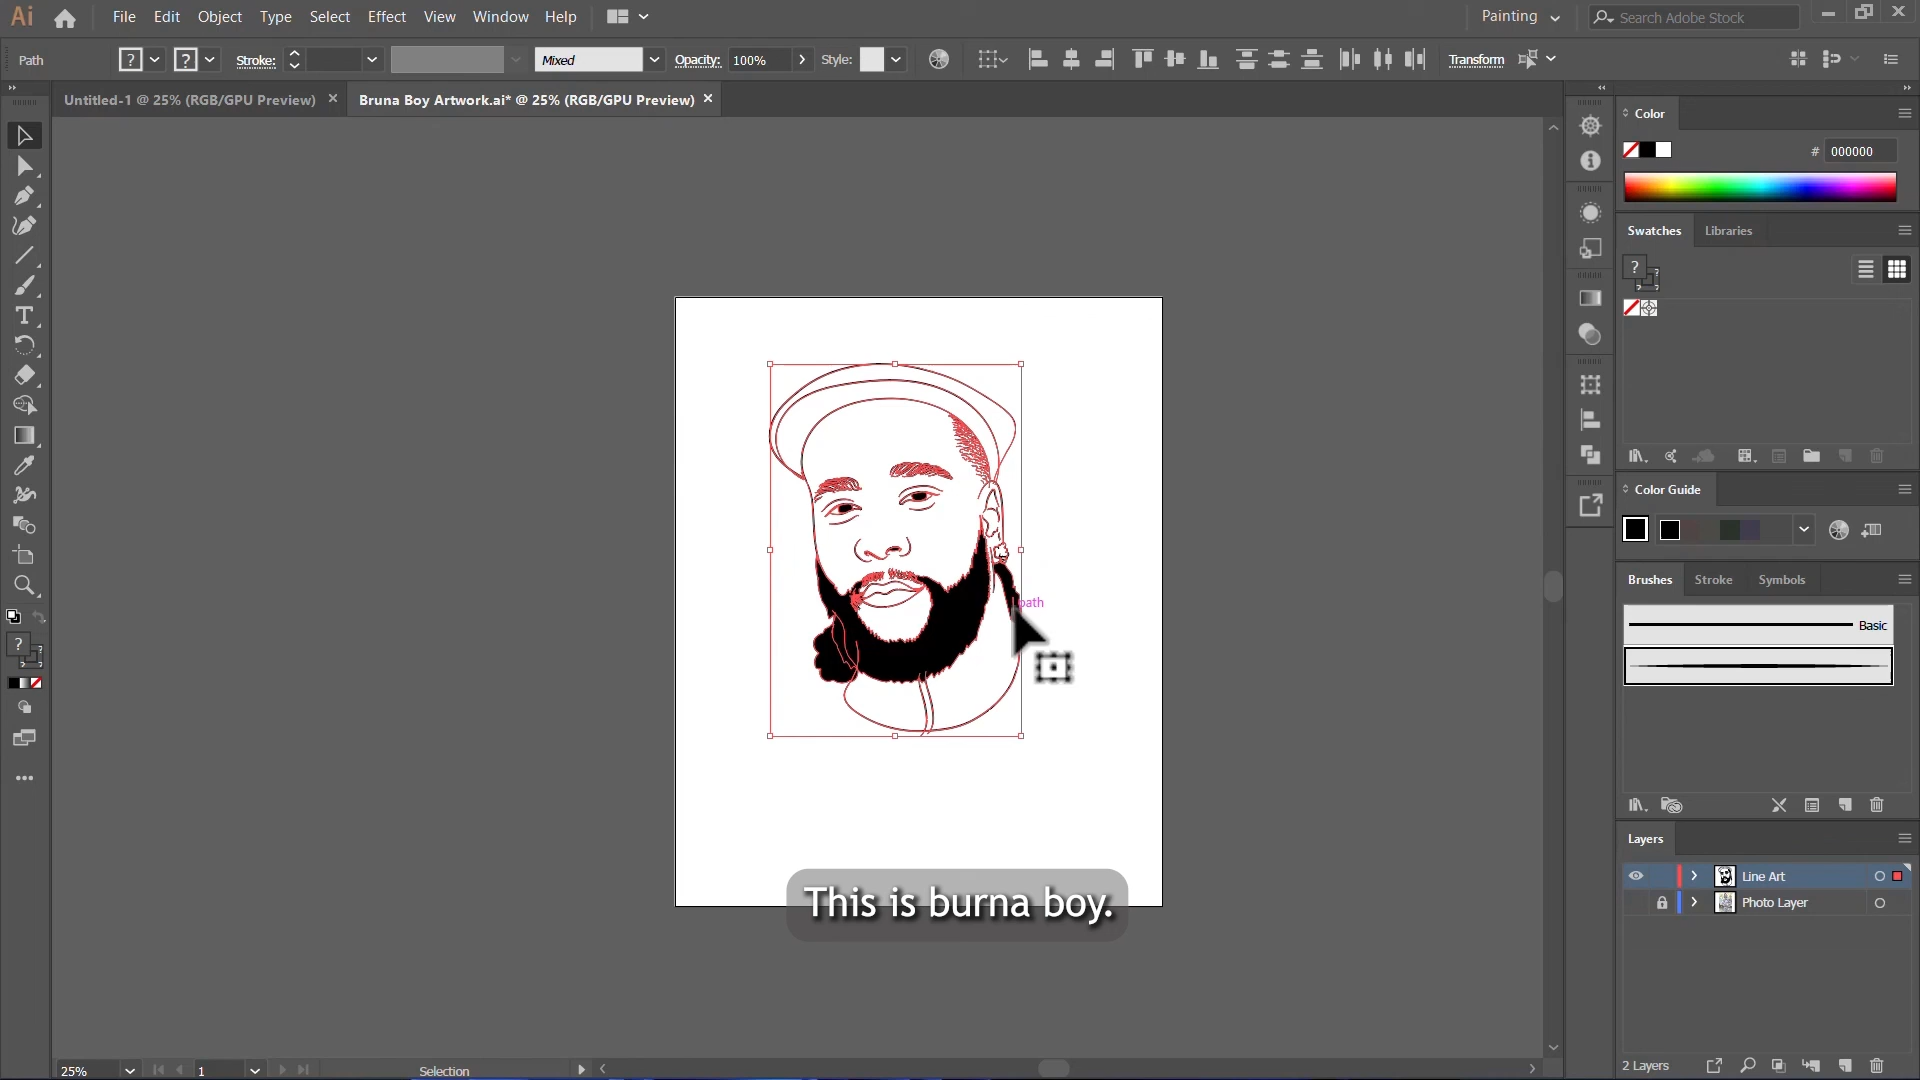 Ai File Edit Object Type Select Effect View Window Help Painting Search Adobe Stock
Path ? ? Stroke: Mixed Opacity: 100% Style: Transform
Untitled-1 @ 25% (RGB/GPU Preview) × Bruna Boy Artwork.ai* @ 25% (RGB/GPU Preview) ×
Color
# 000000
Swatches Libraries
?
Color Guide
Brushes Stroke Symbols
Basic
path
Layers
Line Art
Photo Layer
This is burna boy.
2 Layers
25% 1 Selection